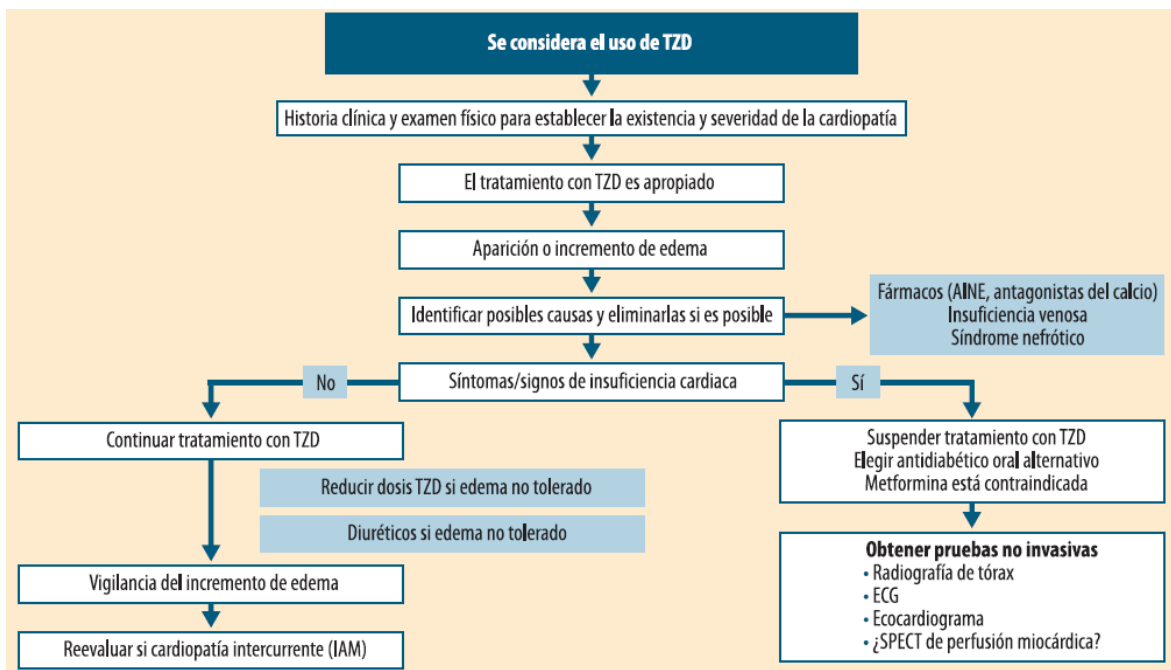 Se considera el uso de TZD
Historia clínica y examen físico para establecer la existencia y severidad de la cardiopatía
El tratamiento con TZD es apropiado
Aparición o incremento de edema
Identificar posibles causas y eliminarlas si es posible
Fármacos (AINE, antagonistas del calcio)
Insuficiencia venosa
Síndrome nefrótico
No
Síntomas/signos de insuficiencia cardiaca
Sí
Continuar tratamiento con TZD
Reducir dosis TZD si edema no tolerado
Diuréticos si edema no tolerado
Vigilancia del incremento de edema
Reevaluar si cardiopatía intercurrente (IAM)
Suspender tratamiento con TZD
Elegir antidiabético oral alternativo
Metformina está contraindicada
Obtener pruebas no invasivas
• Radiografía de tórax
• ECG
• Ecocardiograma
• ¿SPECT de perfusión miocárdica?